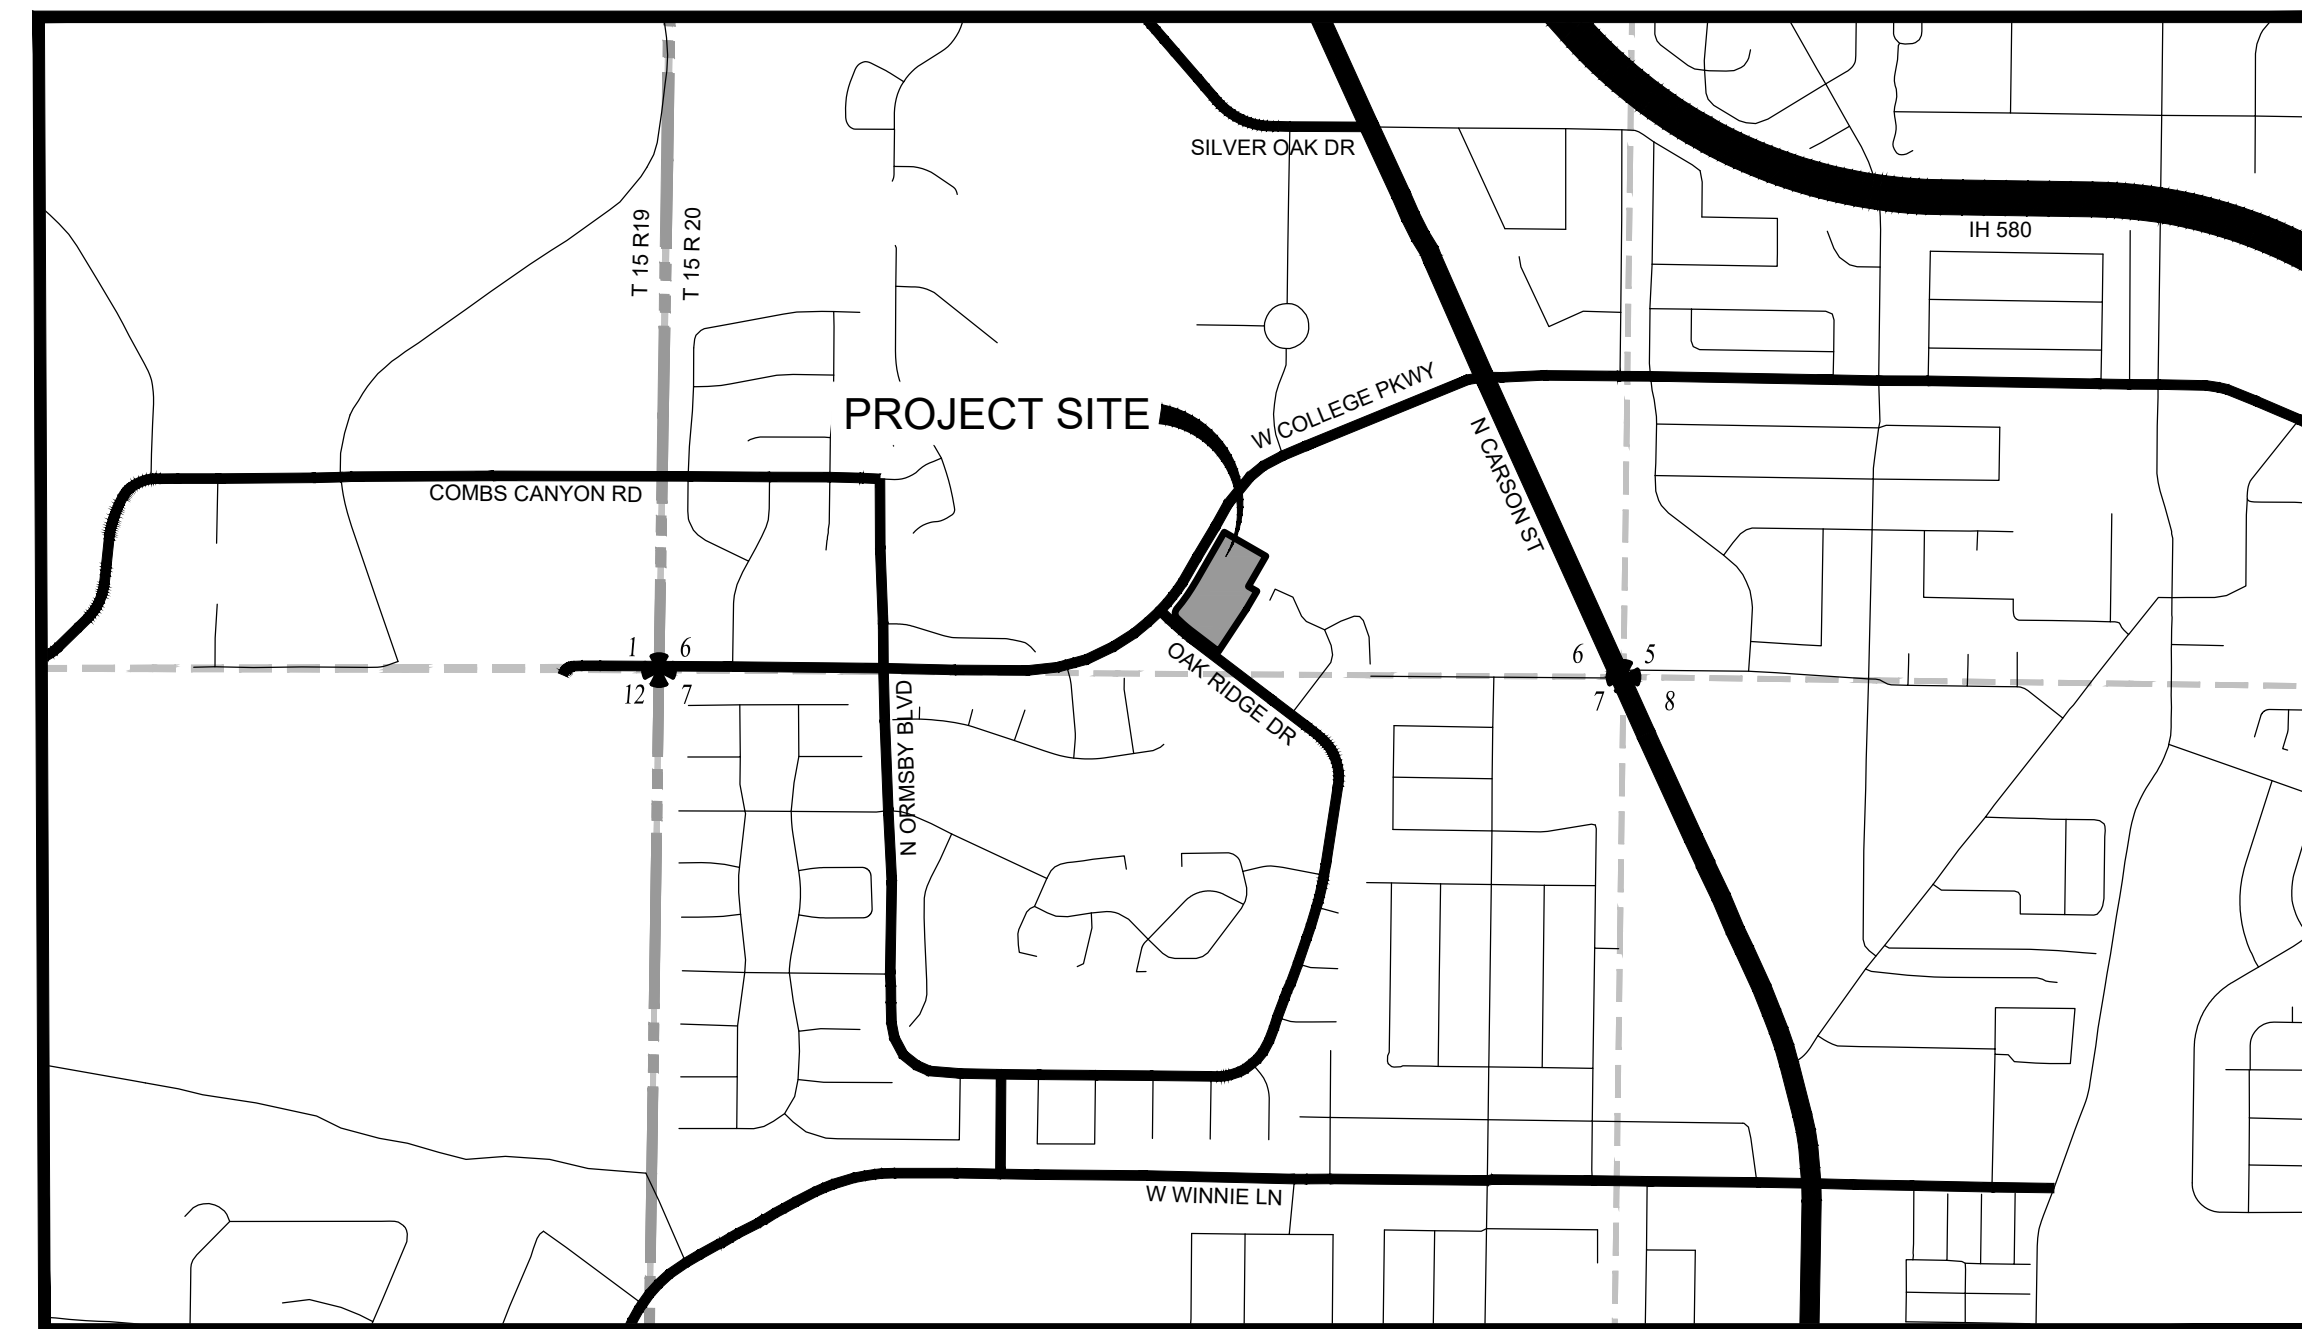 SILVER OAK DR
T 15 R19
T 15 R 20
IH 580
PROJECT SITE
W COLLEGE PKWY
N CARSON ST
COMBS CANYON RD
1
6
12
7
6
5
7
8
OAK RIDGE DR
N ORMSBY BLVD
W WINNIE LN